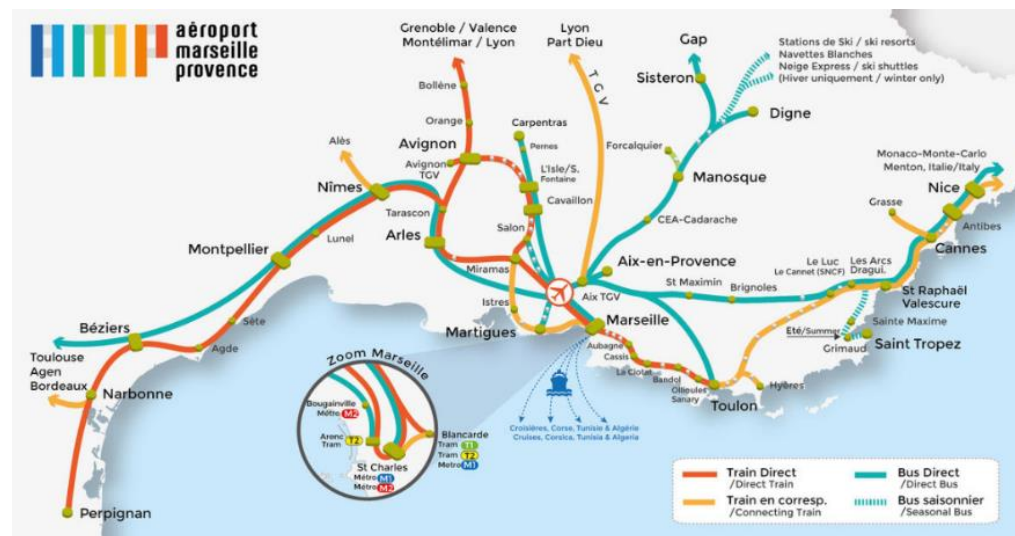 aéroport
marseille
provence
Grenoble / Valence
Montélimar / Lyon
Lyon
Part Dieu
TGV
Gap
Stations de Ski / ski resorts
Navettes Blanches
Neige Express / ski shuttles
(Hiver uniquement / winter only)
Sisteron
Digne
Bollène
Orange
Carpentras
Pernes
Alès
Avignon
Avignon
TGV
L'Isle/S.
Fontaine
Cavaillon
Forcalquier
Manosque
Monaco-Monte-Carlo
Menton, Italie/Italy
Nîmes
Nice
Tarascon
Grasse
Antibes
Lunel
Arles
Salon
CEA-Cadarache
Cannes
Montpellier
Miramas
Aix-en-Provence
Aix TGV
St Maximin
Brignoles
Le Luc
Le Cannet (SNCF)
Les Arcs
Dragui.
St Raphaël
Valescure
Istres
Martigues
Marseille
Béziers
Sète
Sainte Maxime
Eté/Summer
Grimaud
Saint Tropez
Toulouse
Agen
Bordeaux
Agde
Aubagne
Cassis
La Ciotat
Bandol
Ollioules
Sanary
Toulon
Hyères
Narbonne
Perpignan
Zoom Marseille
Bougainville
Métro M2
Arenc
Tram T2
St Charles
Métro M1
Métro M2
Blancarde
Tram T1
Tram T2
Metro M1
Croisières, Corse, Tunisie & Algérie
Cruises, Corsica, Tunisia & Algeria
Train Direct
/Direct Train
Bus Direct
/Direct Bus
Train en corresp.
/Connecting Train
Bus saisonnier
/Seasonal Bus